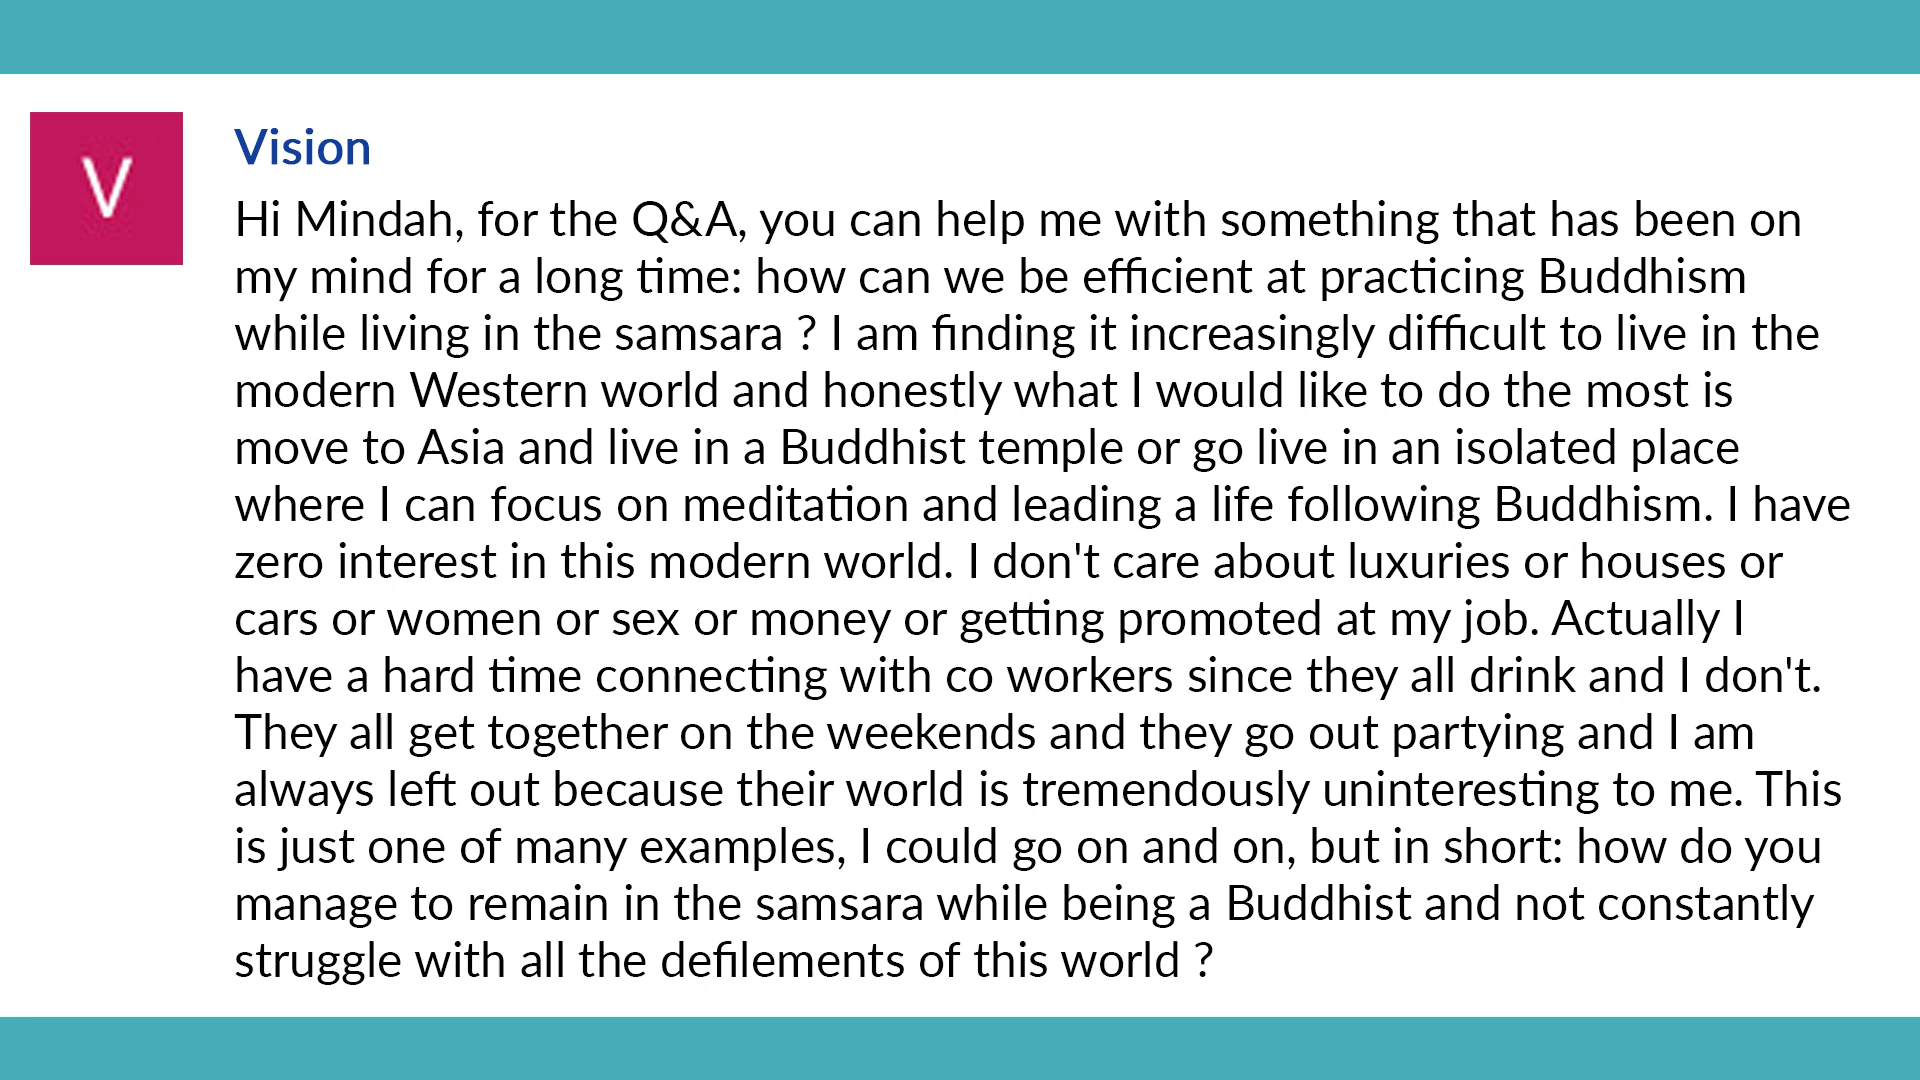 V
Vision
Hi Mindah, for the Q&A, you can help me with something that has been on
my mind for a long time: how can we be efficient at practicing Buddhism
while living in the samsara ? I am finding it increasingly difficult to live in the
modern Western world and honestly what I would like to do the most is
move to Asia and live in a Buddhist temple or go live in an isolated place
where I can focus on meditation and leading a life following Buddhism. I have
zero interest in this modern world. I don't care about luxuries or houses or
cars or women or sex or money or getting promoted at my job. Actually I
have a hard time connecting with co workers since they all drink and I don't.
They all get together on the weekends and they go out partying and I am
always left out because their world is tremendously uninteresting to me. This
is just one of many examples, I could go on and on, but in short: how do you
manage to remain in the samsara while being a Buddhist and not constantly
struggle with all the defilements of this world ?